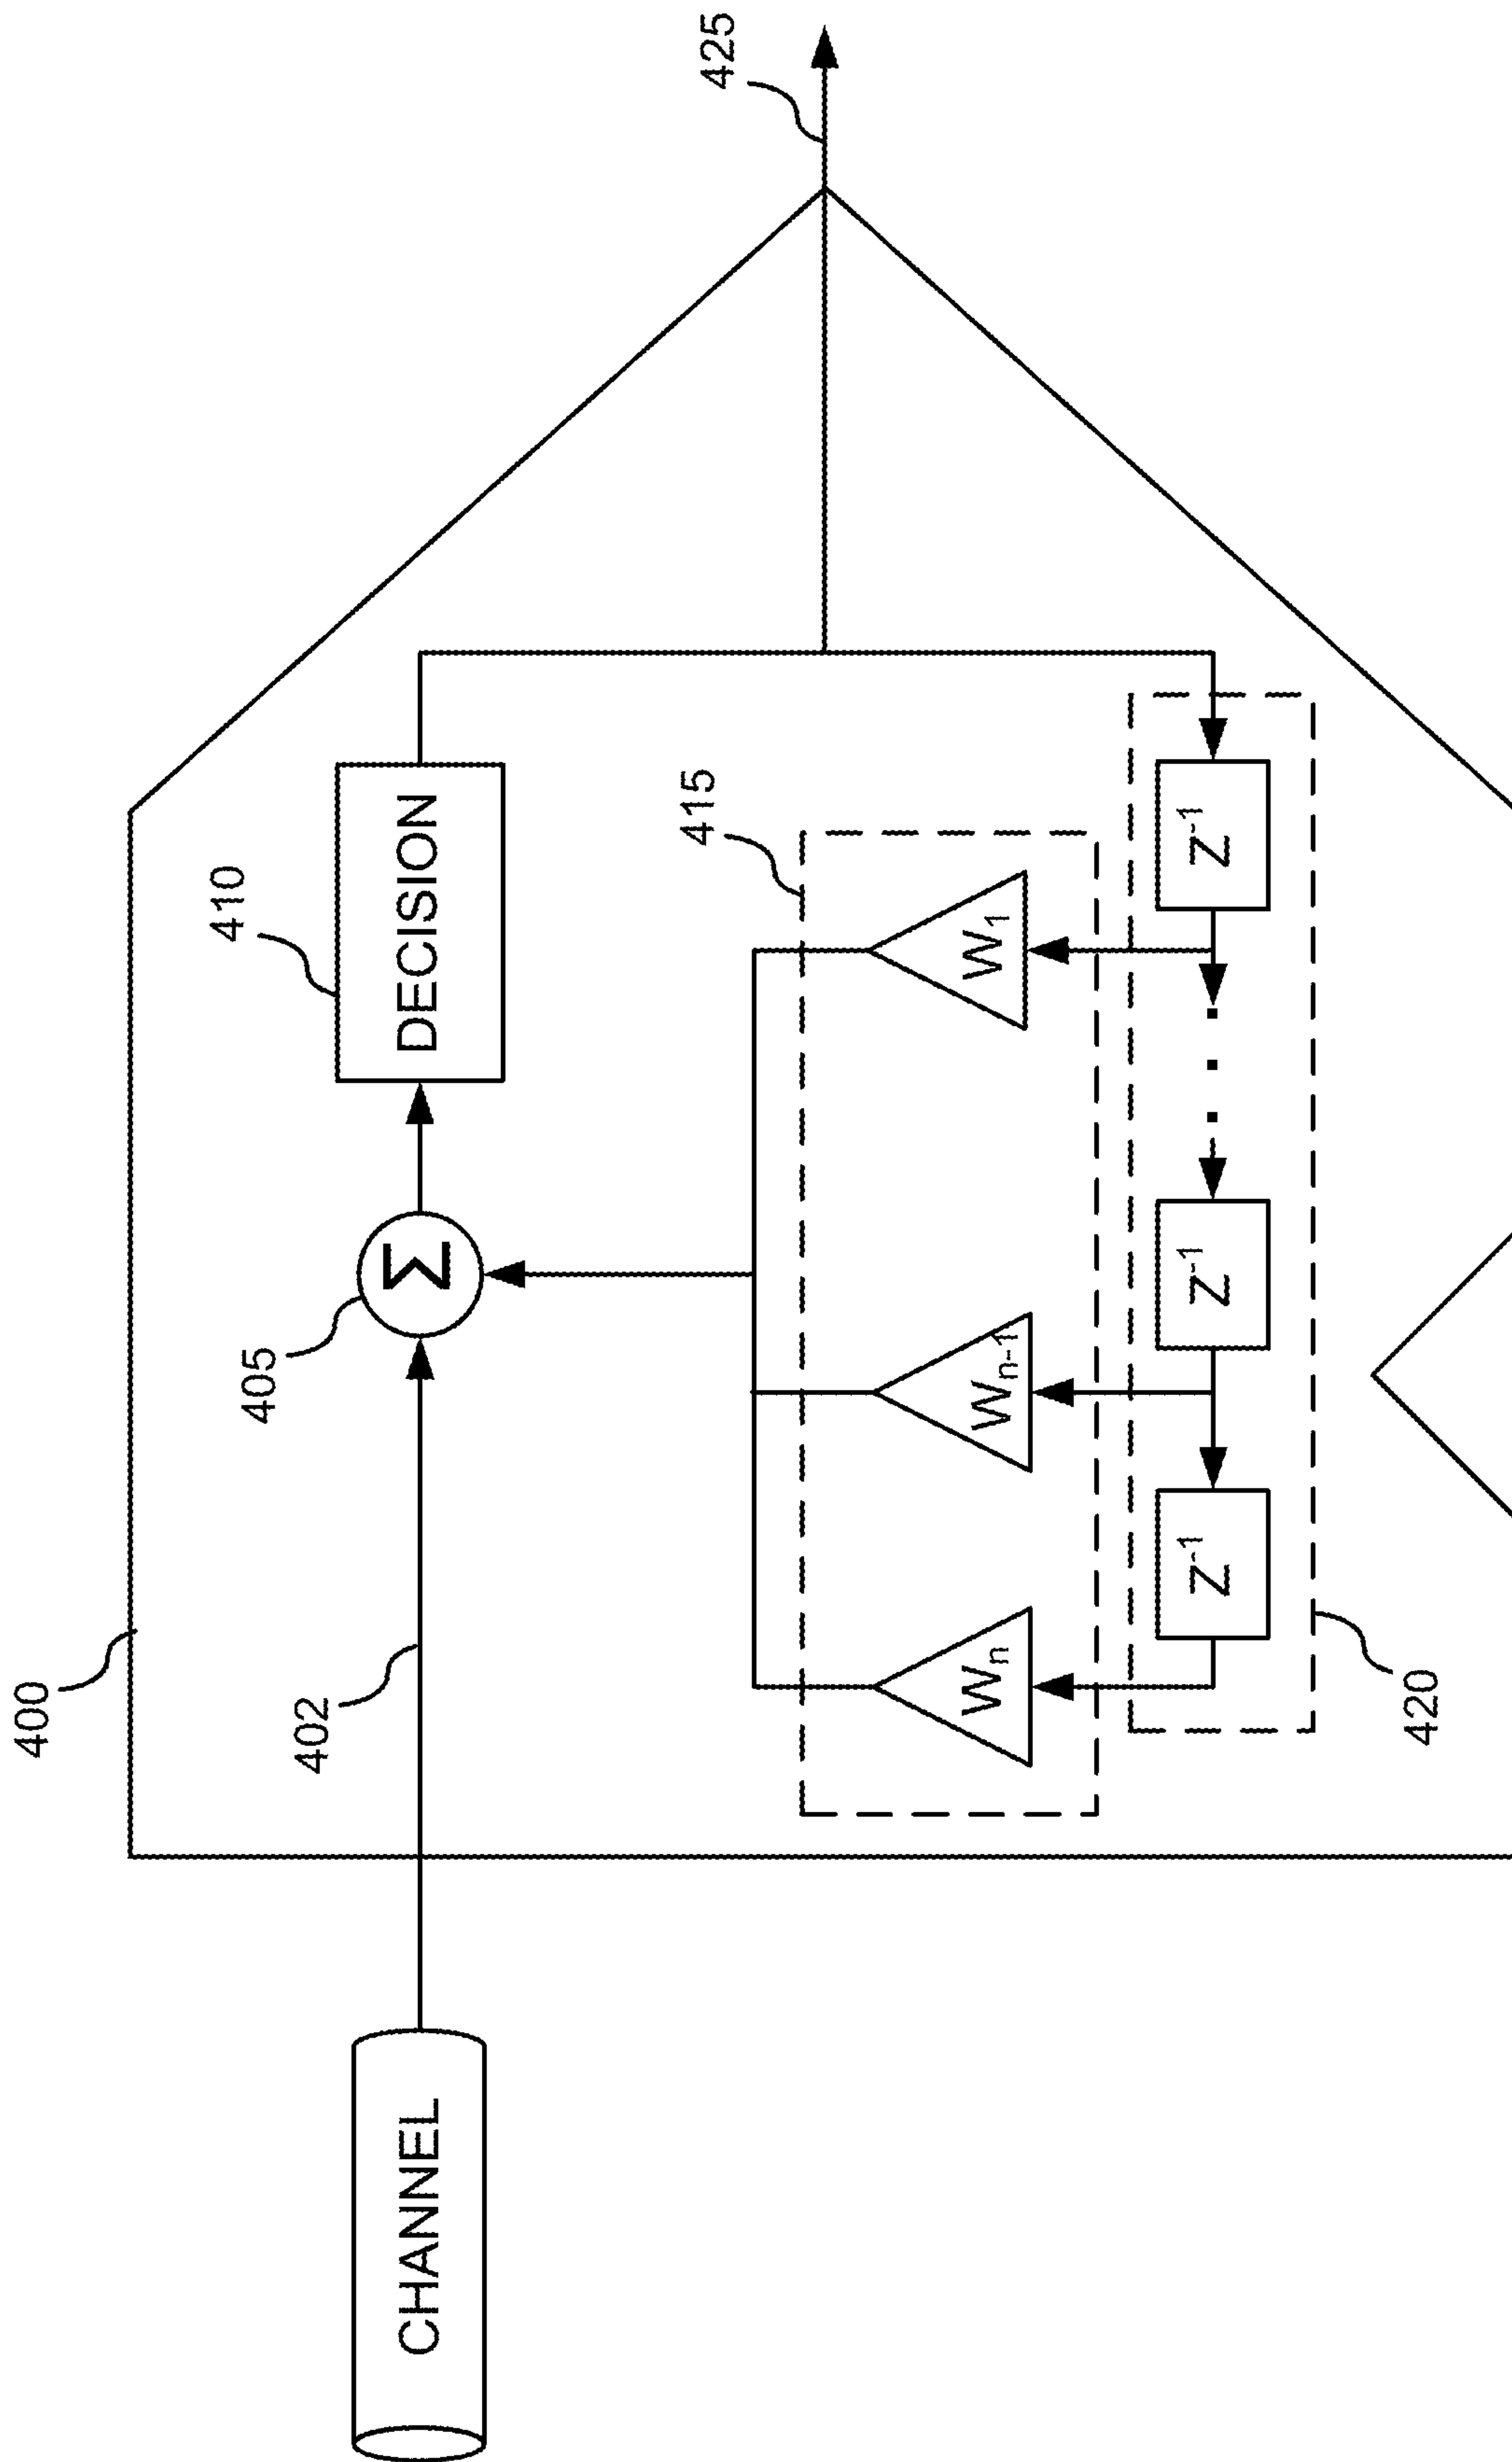 400
402
405
410
425
CHANNEL
Σ
DECISION
415
Wn
Wn-1
W1
Z-1
Z-1
. . .
Z-1
420